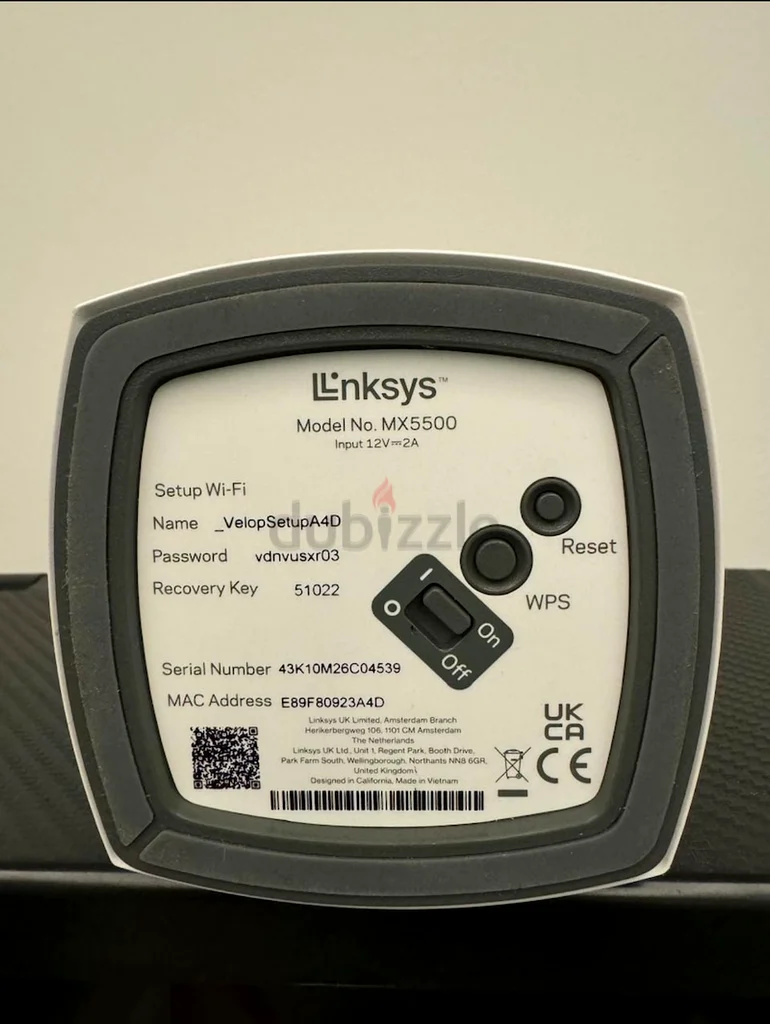 Linksys™
Model No. MX5500
Input 12V⎓2A
Setup Wi-Fi
Name _VelopSetupA4D
dubizzle
Password vdnvusxr03
Reset
Recovery Key 51022
WPS
I
O
On
Off
Serial Number 43K10M26C04539
MAC Address E89F80923A4D
Linksys UK Limited, Amsterdam Branch
Herikerbergweg 106, 1101 CM Amsterdam
The Netherlands
Linksys UK Ltd., Unit 1, Regent Park, Booth Drive,
Park Farm South, Wellingborough, Northants NN8 6GR,
United Kingdom
Designed in California, Made in Vietnam
UK
CA
CE